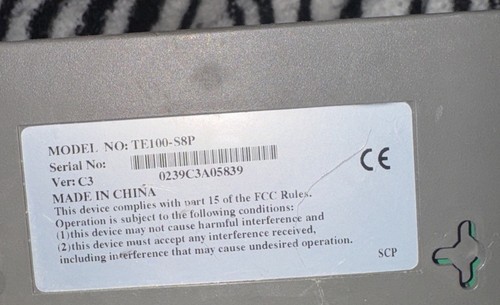 MODEL NO: TE100-S8P
Serial No:
0239C3A05839
Ver: C3
MADE IN CHINA
This device complies with part 15 of the FCC Rules.
Operation is subject to the following conditions:
(1)this device may not cause harmful interference and
(2)this device must accept any interference received,
including interference that may cause undesired operation.
CE
SCP